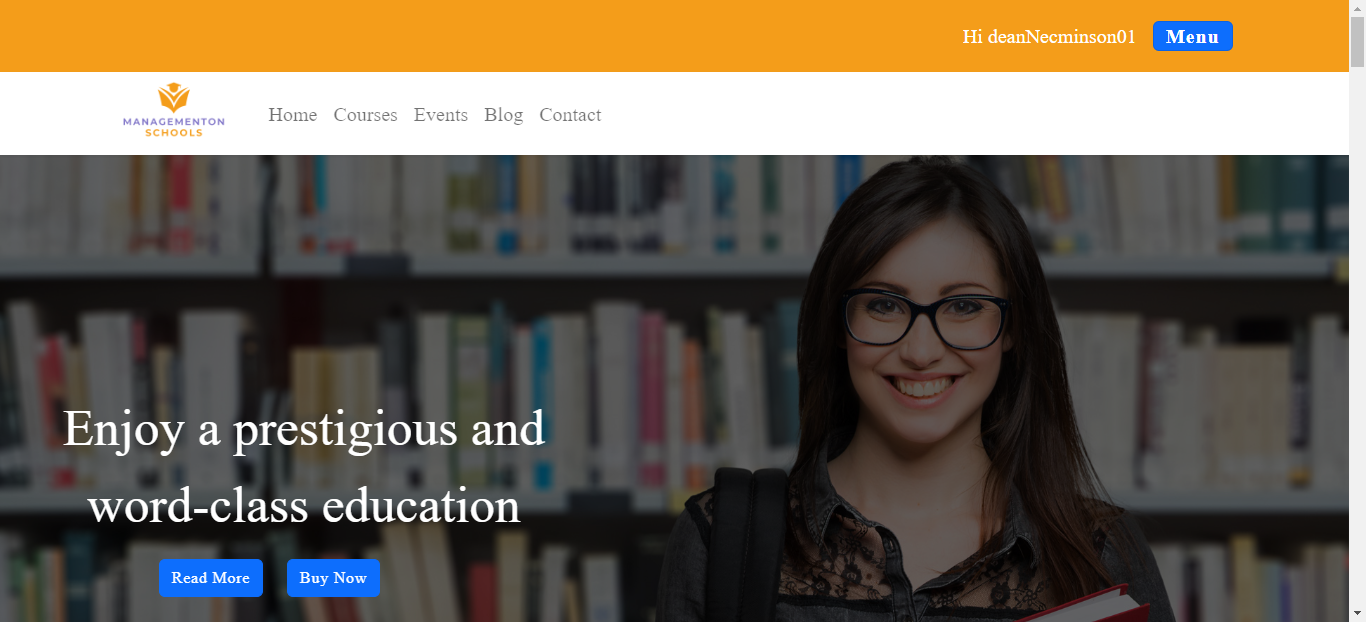 Hi deanNecminson01 Menu
MANAGEMENTON
SCHOOLS
Home Courses Events Blog Contact
Enjoy a prestigious and
word-class education
Read More Buy Now